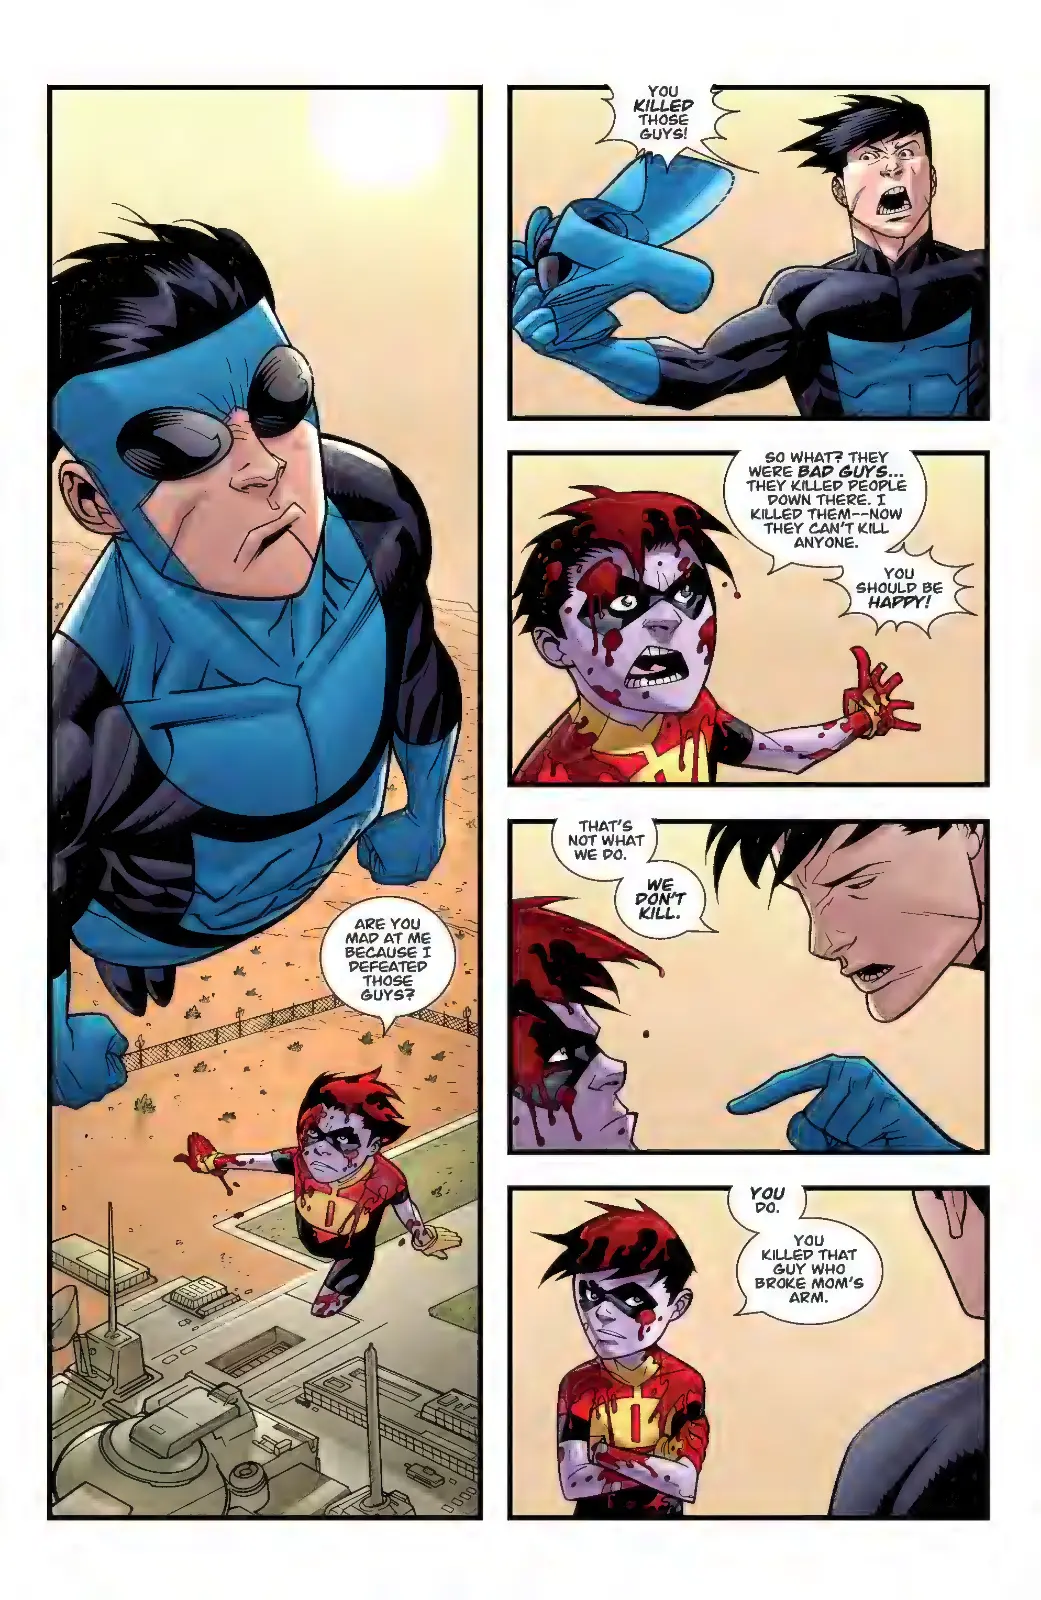 ARE YOU
MAD AT ME
BECAUSE I
DEFEATED
THOSE
GUYS?
YOU
KILLED
THOSE
GUYS!
SO WHAT? THEY
WERE BAD GUYS...
THEY KILLED PEOPLE
DOWN THERE. I
KILLED THEM--NOW
THEY CAN'T KILL
ANYONE.
YOU
SHOULD BE
HAPPY!
THAT'S
NOT WHAT
WE DO.
WE
DON'T
KILL.
YOU
DO.
YOU
KILLED THAT
GUY WHO
BROKE MOM'S
ARM.